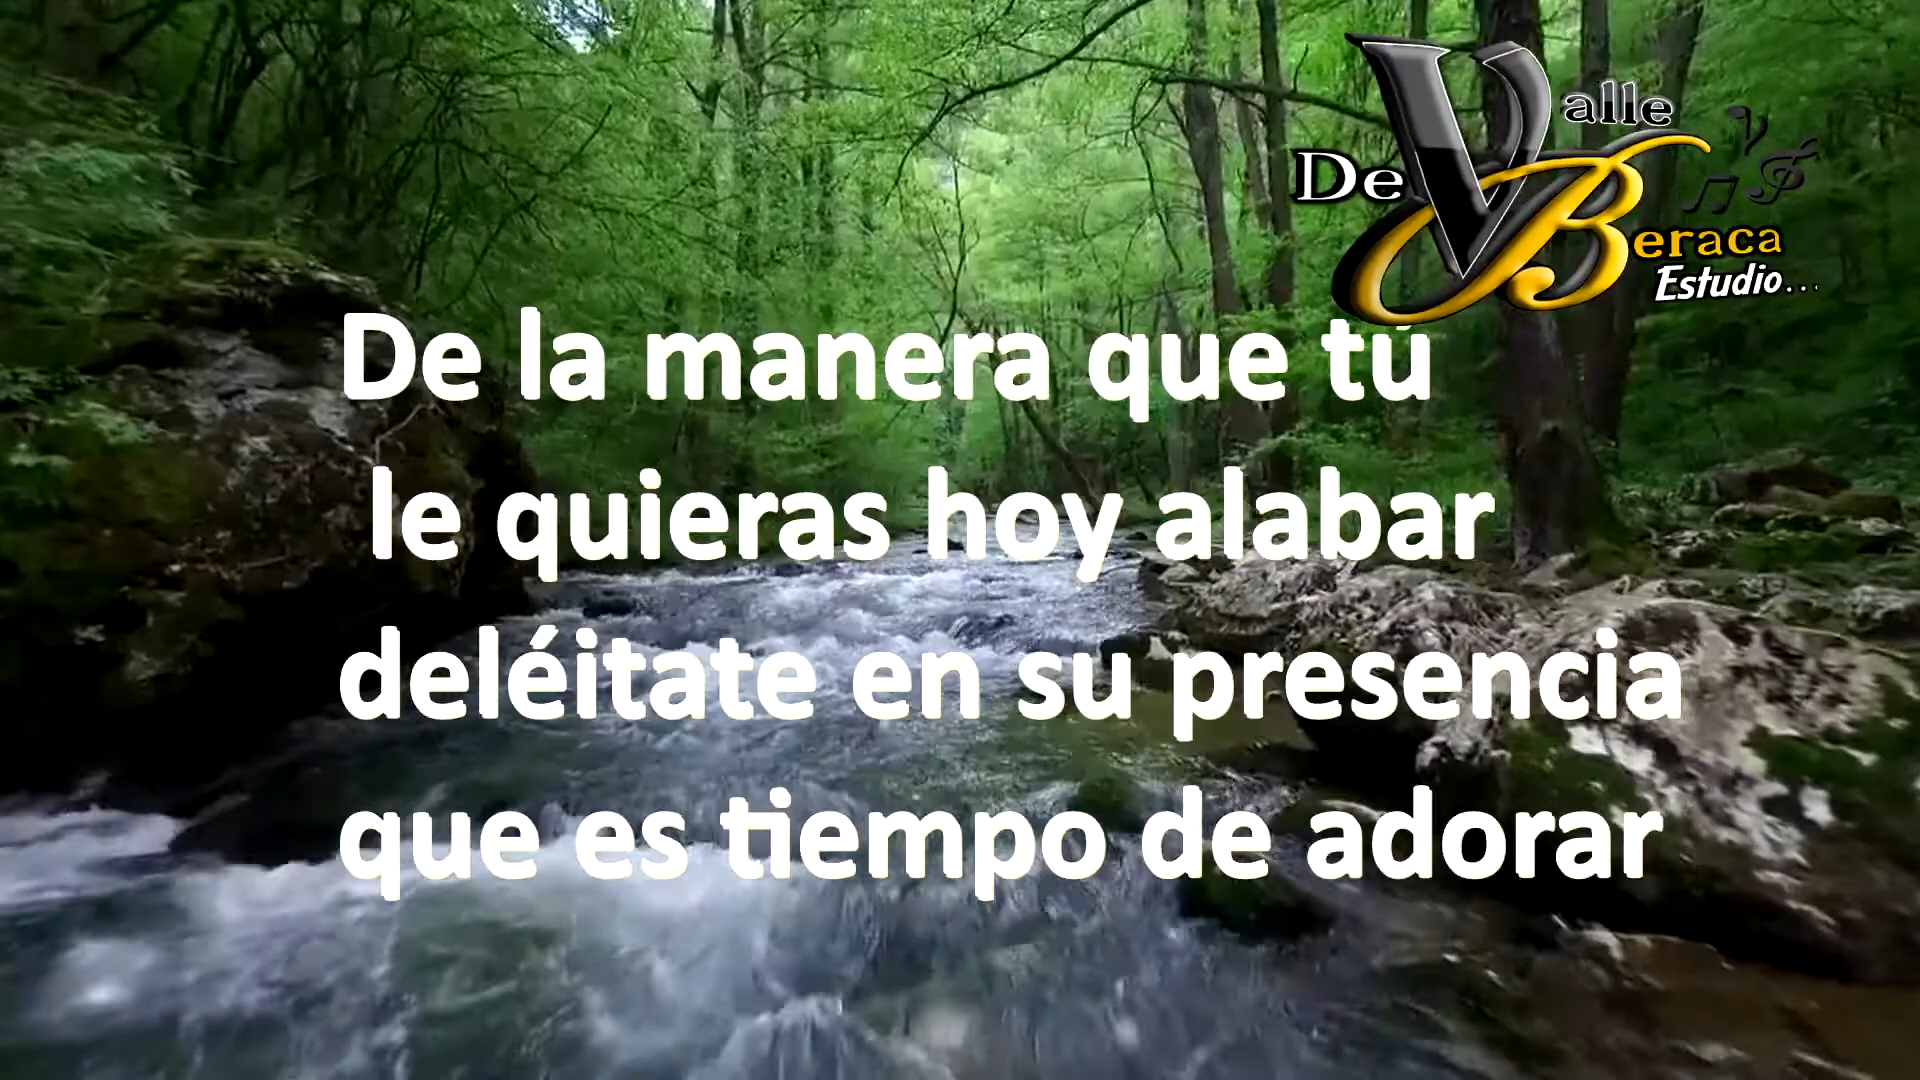 Valle
De
Beraca
Estudio...
De la manera que tú
le quieras hoy alabar
deléitate en su presencia
que es tiempo de adorar